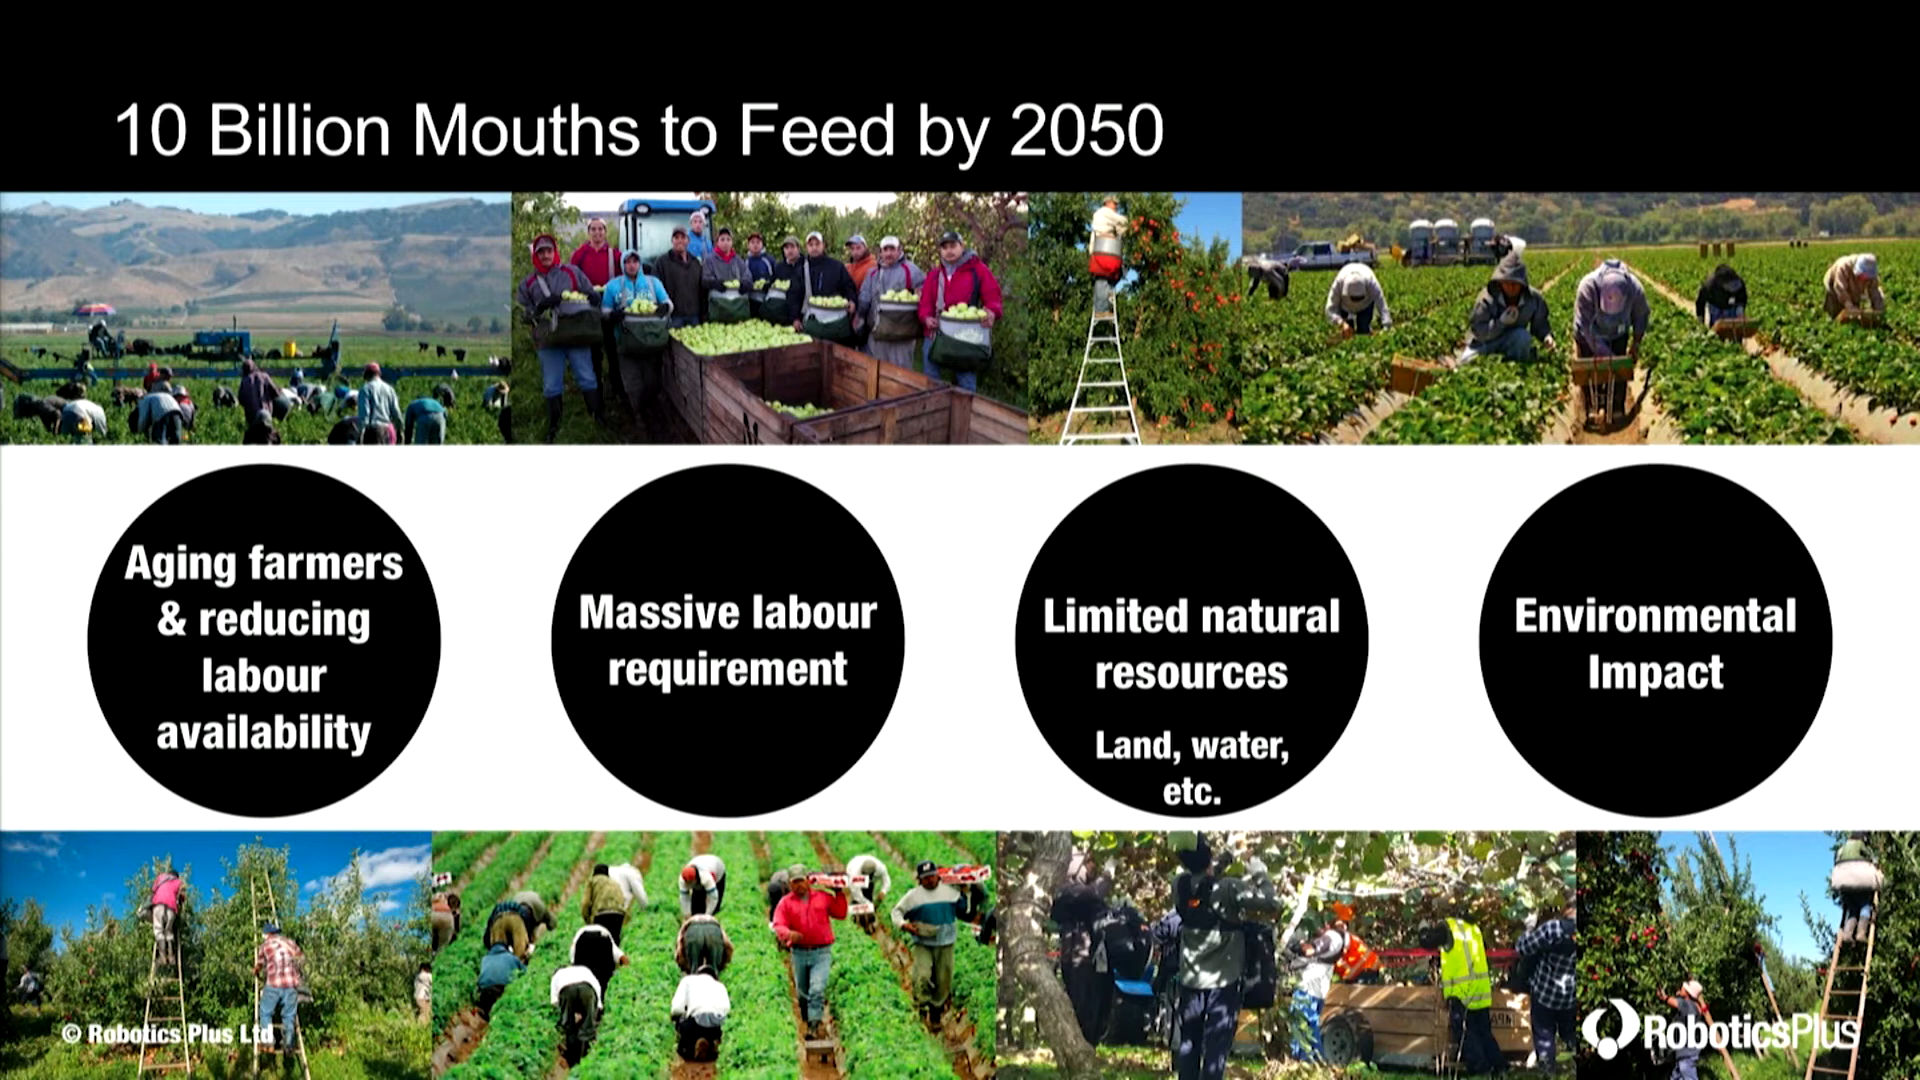 10 Billion Mouths to Feed by 2050
Aging farmers
& reducing
labour
availability
Massive labour
requirement
Limited natural
resources
Land, water,
etc.
Environmental
Impact
© Robotics Plus Ltd
RoboticsPlus